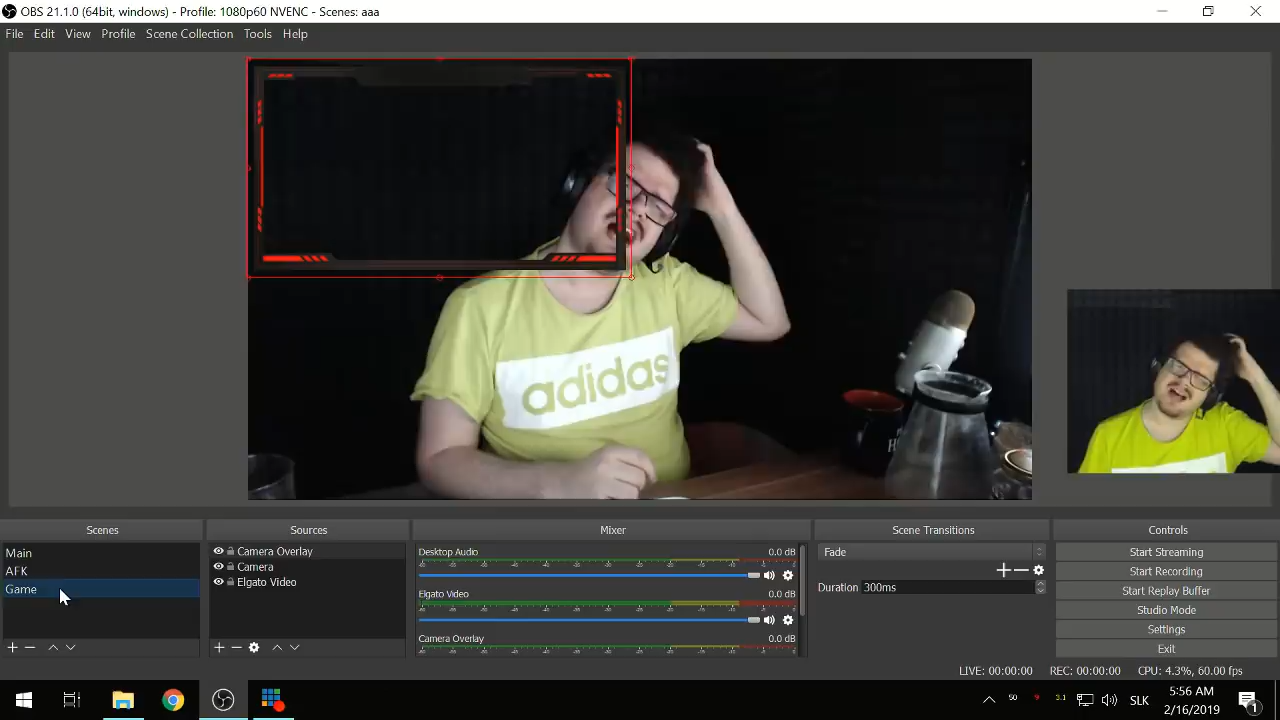 OBS 21.1.0 (64bit, windows) - Profile: 1080p60 NVENC - Scenes: aaa
File Edit View Profile Scene Collection Tools Help
adidas
Scenes
Sources
Mixer
Scene Transitions
Controls
Main
AFK
Game
Camera Overlay
Camera
Elgato Video
Desktop Audio 0.0 dB
Elgato Video 0.0 dB
Camera Overlay 0.0 dB
Fade
Duration 300ms
Start Streaming
Start Recording
Start Replay Buffer
Studio Mode
Settings
Exit
LIVE: 00:00:00 REC: 00:00:00 CPU: 4.3%, 60.00 fps
50
3.1
SLK
5:56 AM
2/16/2019
1